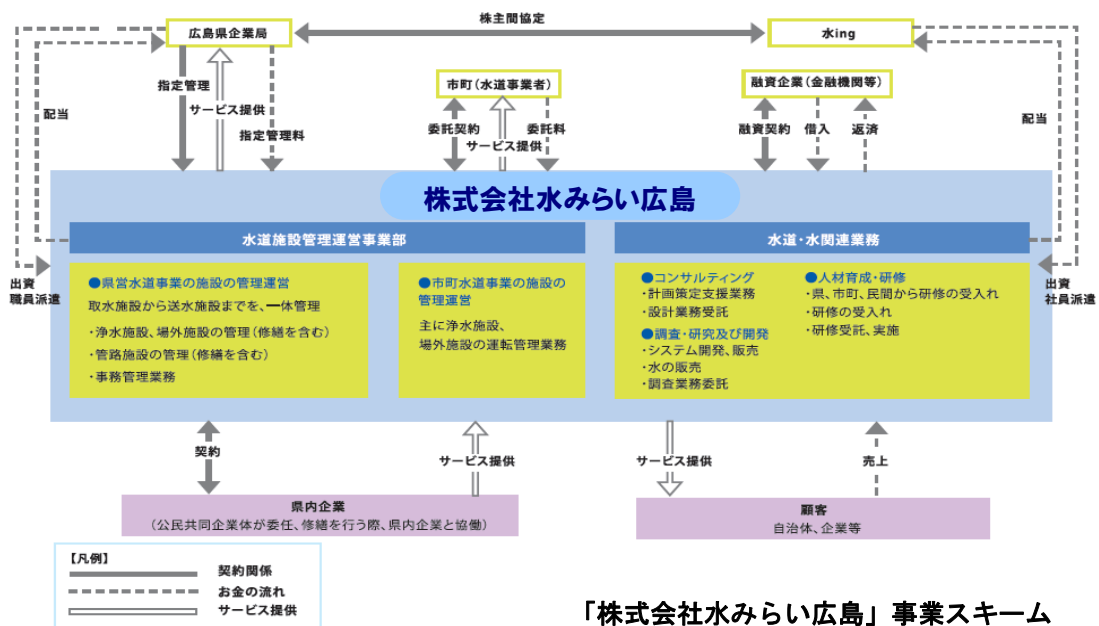 株主間協定
広島県企業局
水ing
指定管理
サービス提供
指定管理料
配当
市町(水道事業者)
委託契約
委託料
サービス提供
融資企業(金融機関等)
融資契約
借入
返済
配当
株式会社水みらい広島
水道施設管理運営事業部
水道・水関連業務
出資
職員派遣
出資
社員派遣
●県営水道事業の施設の管理運営
取水施設から送水施設までを、一体管理
・浄水施設、場外施設の管理(修繕を含む)
・管路施設の管理(修繕を含む)
・事務管理業務
●市町水道事業の施設の
管理運営
主に浄水施設、
場外施設の運転管理業務
●コンサルティング
・計画策定支援業務
・設計業務受託
●調査・研究及び開発
・システム開発、販売
・水の販売
・調査業務委託
●人材育成・研修
・県、市町、民間から研修の受入れ
・研修の受入れ
・研修受託、実施
契約
サービス提供
サービス提供
売上
県内企業
(公民共同企業体が委任、修繕を行う際、県内企業と協働)
顧客
自治体、企業等
【凡例】
契約関係
お金の流れ
サービス提供
「株式会社水みらい広島」事業スキーム